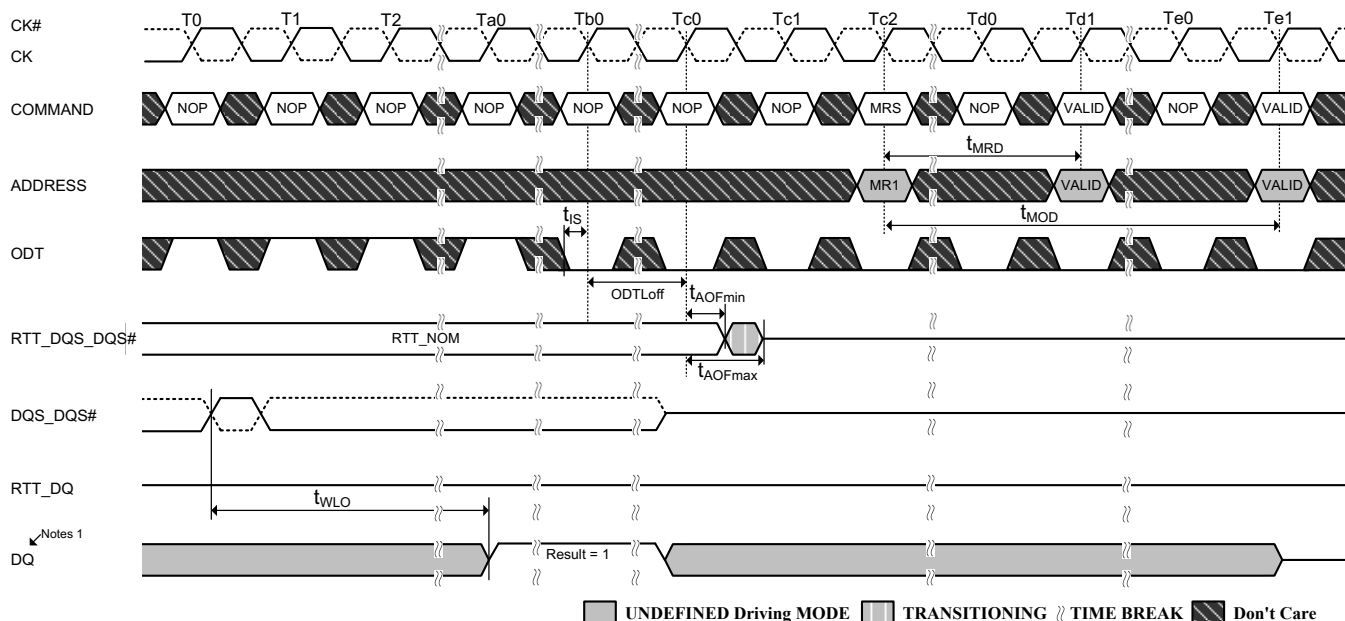 T0 T1 T2 Ta0 Tb0 Tc0 Tc1 Tc2 Td0 Td1 Te0 Te1
CK#
CK
COMMAND NOP NOP NOP NOP NOP NOP NOP MRS NOP VALID NOP VALID
tMRD
ADDRESS MR1 VALID VALID
tIS tMOD
ODT
ODTLoff tAOFmin
RTT_DQS_DQS# RTT_NOM
tAOFmax
DQS_DQS#
RTT_DQ
tWLO
Notes 1
DQ Result = 1
UNDEFINED Driving MODE TRANSITIONING TIME BREAK Don't Care